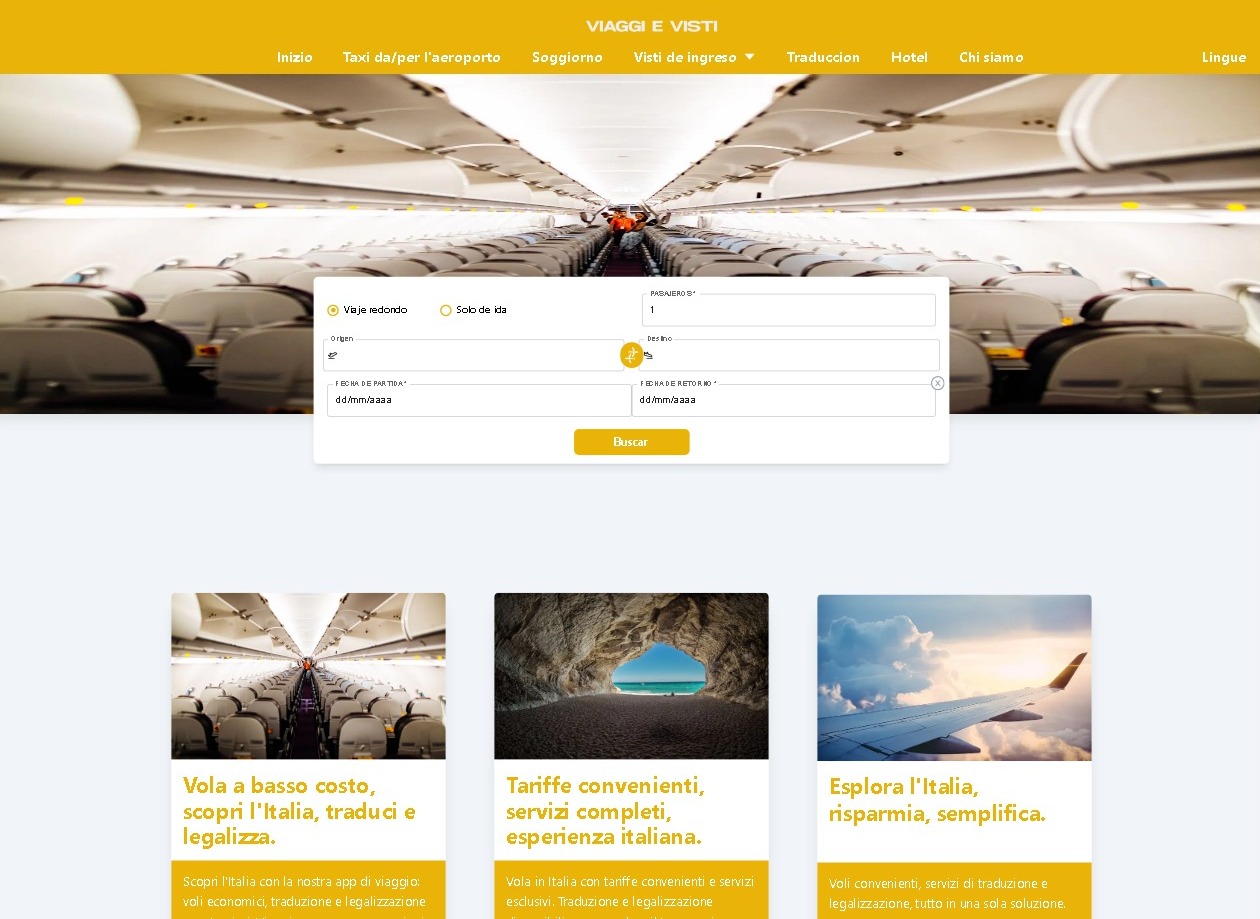 VIAGGI E VISTI
Inizio Taxi da/per l'aeroporto Soggiorno Visti de ingreso Traduccion Hotel Chi siamo Lingue
Viaje redondo Solo de ida
PASAJEROS*
1
Origen Destino
FECHA DE PARTIDA* FECHA DE RETORNO*
dd/mm/aaaa dd/mm/aaaa
Buscar
Vola a basso costo,
scopri l'Italia, traduci e
legalizza.
Scopri l'Italia con la nostra app di viaggio:
voli economici, traduzione e legalizzazione
Tariffe convenienti,
servizi completi,
esperienza italiana.
Vola in Italia con tariffe convenienti e servizi
esclusivi. Traduzione e legalizzazione
Esplora l'Italia,
risparmia, semplifica.
Voli convenienti, servizi di traduzione e
legalizzazione, tutto in una sola soluzione.